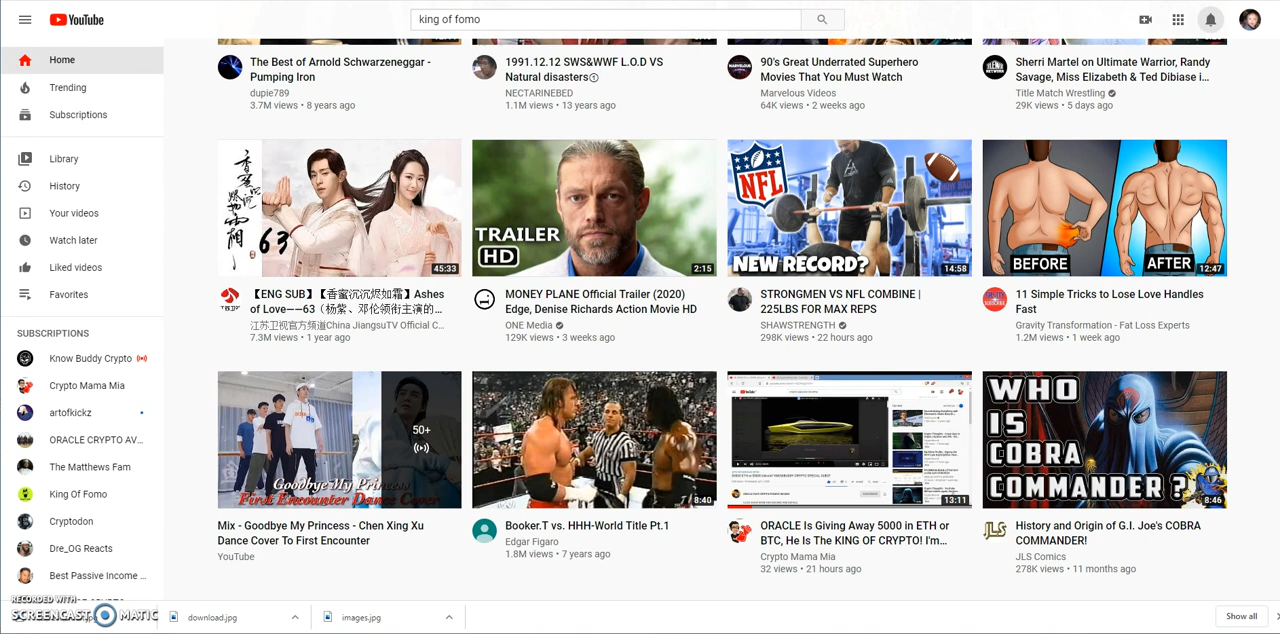 YouTube
king of fomo
Home
Trending
Subscriptions
Library
History
Your videos
Watch later
Liked videos
Favorites
SUBSCRIPTIONS
Know Buddy Crypto
Crypto Mama Mia
artofkickz
ORACLE CRYPTO AV...
The Matthews Fam
King Of Fomo
Cryptodon
Dre_OG Reacts
Best Passive Income ...
The Best of Arnold Schwarzeneggar -
Pumping Iron
dupie789
3.7M views • 8 years ago
1991.12.12 SWS&WWF L.O.D VS
Natural disasters①
NECTARINEBED
1.1M views • 13 years ago
90's Great Underrated Superhero
Movies That You Must Watch
Marvelous Videos
64K views • 2 weeks ago
Sherri Martel on Ultimate Warrior, Randy
Savage, Miss Elizabeth & Ted Dibiase i...
Title Match Wrestling
29K views • 5 days ago
63
45:33
【ENG SUB】【香蜜沉沉烬如霜】Ashes
of Love——63（杨紫、邓伦领衔主演的...
江苏卫视官方频道China JiangsuTV Official C...
7.3M views • 1 year ago
TRAILER
HD
2:15
MONEY PLANE Official Trailer (2020)
Edge, Denise Richards Action Movie HD
ONE Media
129K views • 3 weeks ago
NFL
NEW RECORD?
14:58
STRONGMEN VS NFL COMBINE |
225LBS FOR MAX REPS
SHAWSTRENGTH
298K views • 22 hours ago
BEFORE
AFTER
12:47
11 Simple Tricks to Lose Love Handles
Fast
Gravity Transformation - Fat Loss Experts
1.2M views • 1 week ago
50+
Goodbye My Princess
First Encounter Dance Cover
Mix - Goodbye My Princess - Chen Xing Xu
Dance Cover To First Encounter
YouTube
8:40
Booker.T vs. HHH-World Title Pt.1
Edgar Figaro
1.8M views • 7 years ago
13:11
ORACLE Is Giving Away 5000 in ETH or
BTC, He Is The KING OF CRYPTO! I'm...
Crypto Mama Mia
32 views • 21 hours ago
WHO
IS
COBRA
COMMANDER?
8:46
JLS
History and Origin of G.I. Joe's COBRA
COMMANDER!
JLS Comics
278K views • 11 months ago
RECORDED WITH
SCREENCAST MATIC
download.jpg
images.jpg
Show all